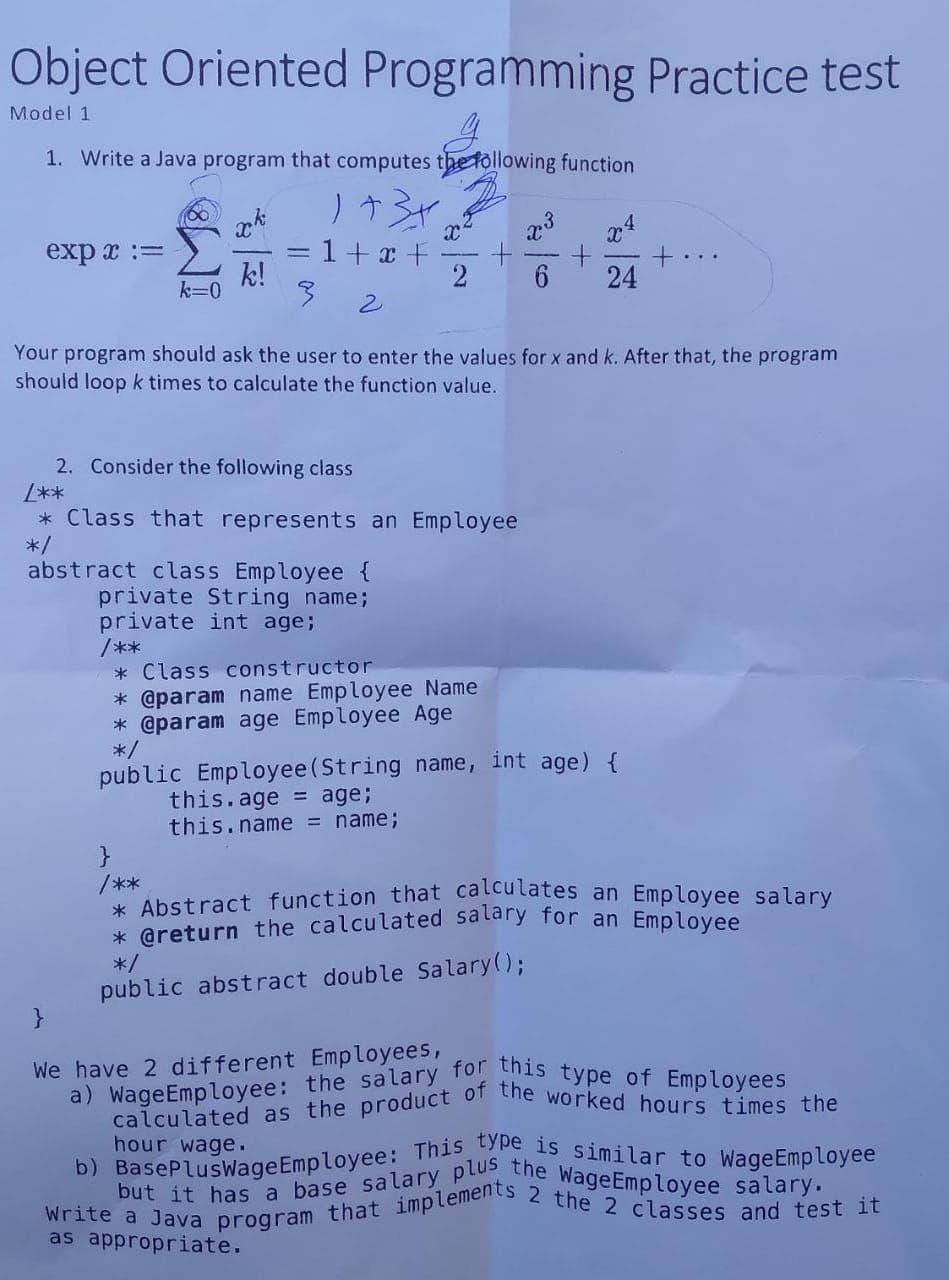 Object Oriented Programming Practice test
Model 1
1. Write a Java program that computes the following function
1 + 3 +
exp x := ∞ ∑ k=0 x^k / k! = 1 + x + x^2 / 2 + x^3 / 6 + x^4 / 24 + ···
3 2
Your program should ask the user to enter the values for x and k. After that, the program
should loop k times to calculate the function value.
2. Consider the following class
/**
* Class that represents an Employee
*/
abstract class Employee {
private String name;
private int age;
/**
* Class constructor
* @param name Employee Name
* @param age Employee Age
*/
public Employee(String name, int age) {
this.age = age;
this.name = name;
}
/**
* Abstract function that calculates an Employee salary
* @return the calculated salary for an Employee
*/
public abstract double Salary();
}
We have 2 different Employees,
a) WageEmployee: the salary for this type of Employees
calculated as the product of the worked hours times the
hour wage.
b) BasePlusWageEmployee: This type is similar to WageEmployee
but it has a base salary plus the WageEmployee salary.
Write a Java program that implements 2 the 2 classes and test it
as appropriate.